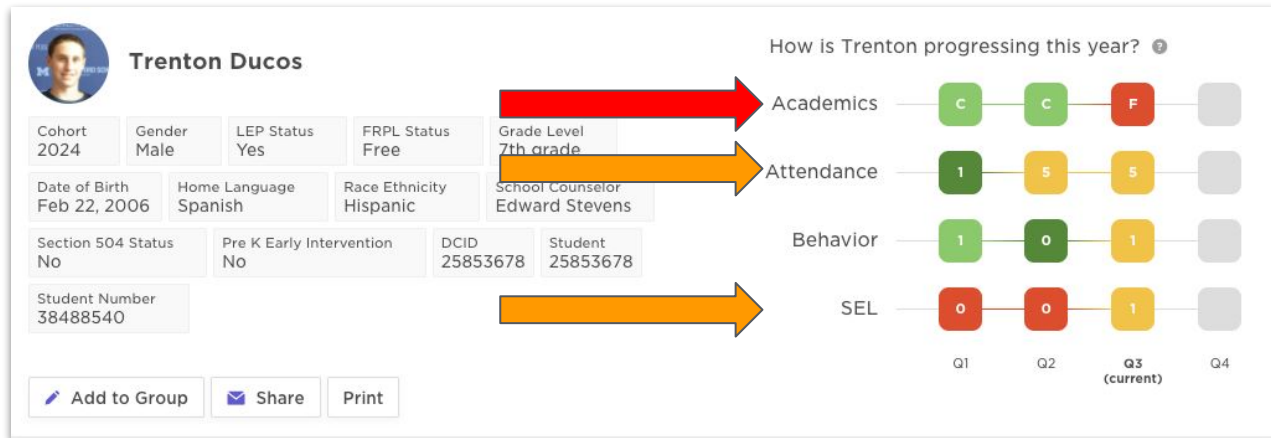 Trenton Ducos
Cohort Gender LEP Status FRPL Status Grade Level
2024 Male Yes Free 7th grade
Date of Birth Home Language Race Ethnicity School Counselor
Feb 22, 2006 Spanish Hispanic Edward Stevens
Section 504 Status Pre K Early Intervention DCID Student
No No 25853678 25853678
Student Number
38488540
Add to Group Share Print
How is Trenton progressing this year? ?
Academics C C F
Attendance 1 5 5
Behavior 1 0 1
SEL 0 0 1
Q1 Q2 Q3 Q4
(current)